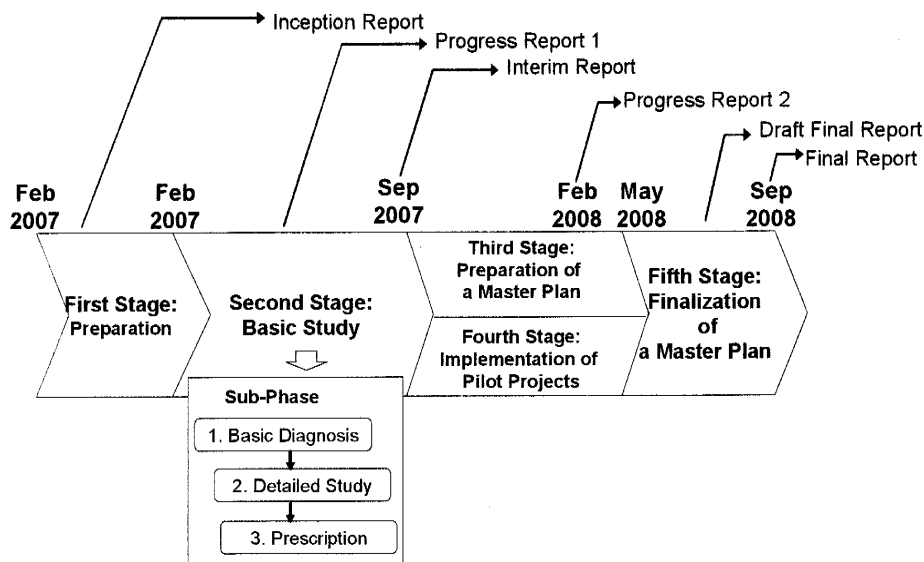 Inception Report
Progress Report 1
Interim Report
Progress Report 2
Draft Final Report
Final Report
Feb
2007
Feb
2007
Sep
2007
Feb
2008
May
2008
Sep
2008
First Stage:
Preparation
Second Stage:
Basic Study
Third Stage:
Preparation of
a Master Plan
Fourth Stage:
Implementation of
Pilot Projects
Fifth Stage:
Finalization
of
a Master Plan
Sub-Phase
1. Basic Diagnosis
2. Detailed Study
3. Prescription